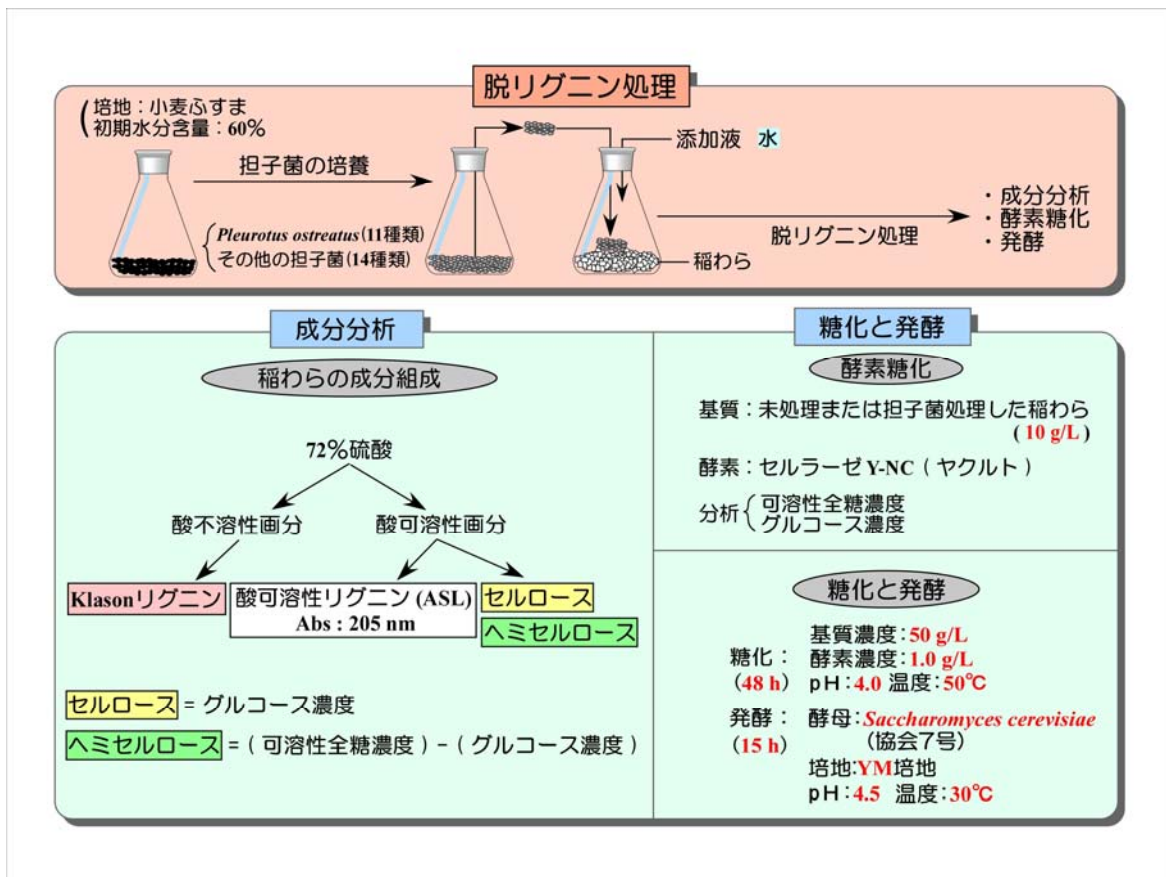 脱リグニン処理
培地：小麦ふすま
初期水分含量：60%
担子菌の培養
添加液 水
Pleurotus ostreatus (11種類)
その他の担子菌 (14種類)
脱リグニン処理
稲わら
・成分分析
・酵素糖化
・発酵
成分分析
稲わらの成分組成
72%硫酸
酸不溶性画分
酸可溶性画分
Klasonリグニン
酸可溶性リグニン (ASL)
Abs : 205 nm
セルロース
ヘミセルロース
セルロース = グルコース濃度
ヘミセルロース = ( 可溶性全糖濃度 ) − ( グルコース濃度 )
糖化と発酵
酵素糖化
基質：未処理または担子菌処理した稲わら
( 10 g/L )
酵素：セルラーゼ Y-NC ( ヤクルト )
分析 { 可溶性全糖濃度
グルコース濃度
糖化と発酵
基質濃度：50 g/L
糖化： 酵素濃度：1.0 g/L
(48 h) pH：4.0 温度：50℃
発酵： 酵母：Saccharomyces cerevisiae
(15 h) (協会7号)
培地：YM培地
pH：4.5 温度：30℃